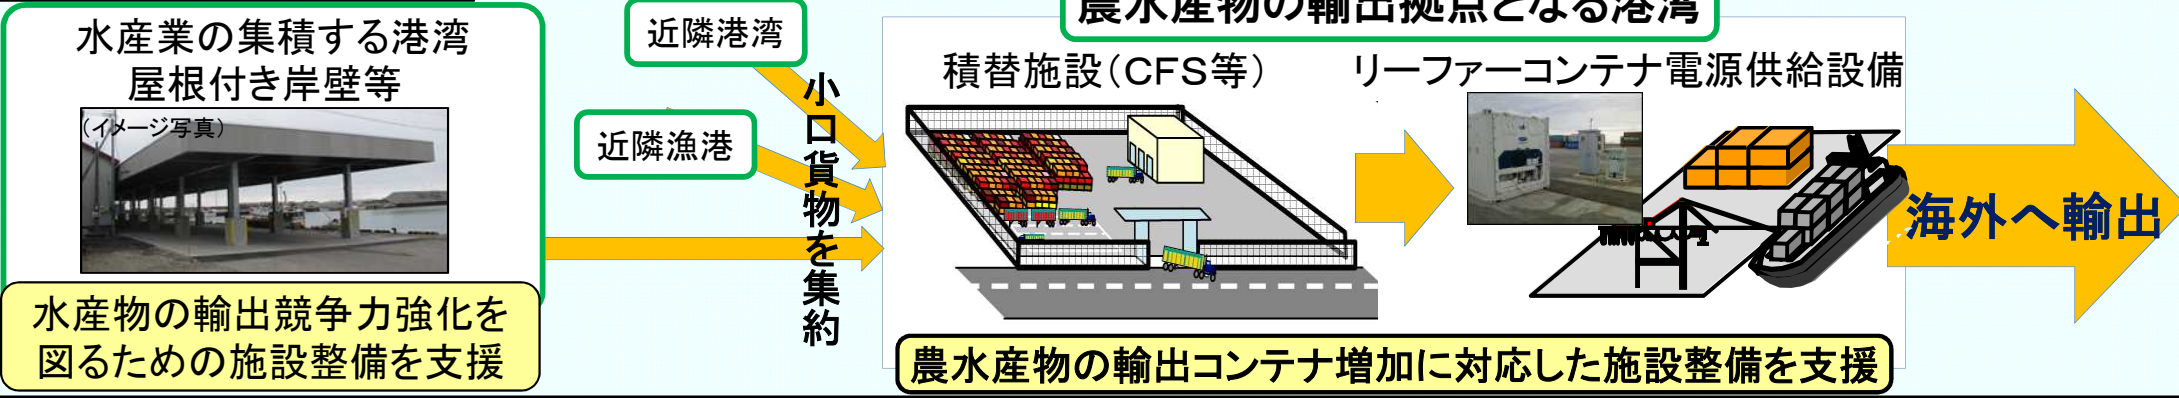 水産業の集積する港湾
屋根付き岸壁等
(イメージ写真)
水産物の輸出競争力強化を
図るための施設整備を支援
近隣港湾
近隣漁港
小口貨物を集約
農水産物の輸出拠点となる港湾
積替施設(CFS等)
リーファーコンテナ電源供給設備
農水産物の輸出コンテナ増加に対応した施設整備を支援
海外へ輸出